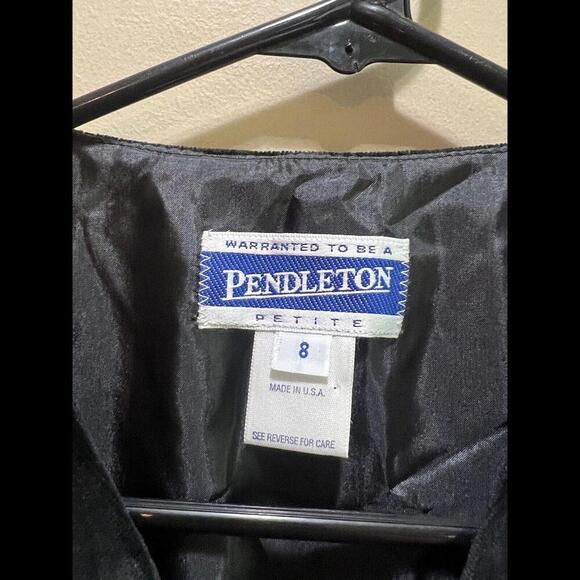 WARRANTED TO BE A
PENDLETON
PETITE
8
MADE IN U.S.A.
SEE REVERSE FOR CARE